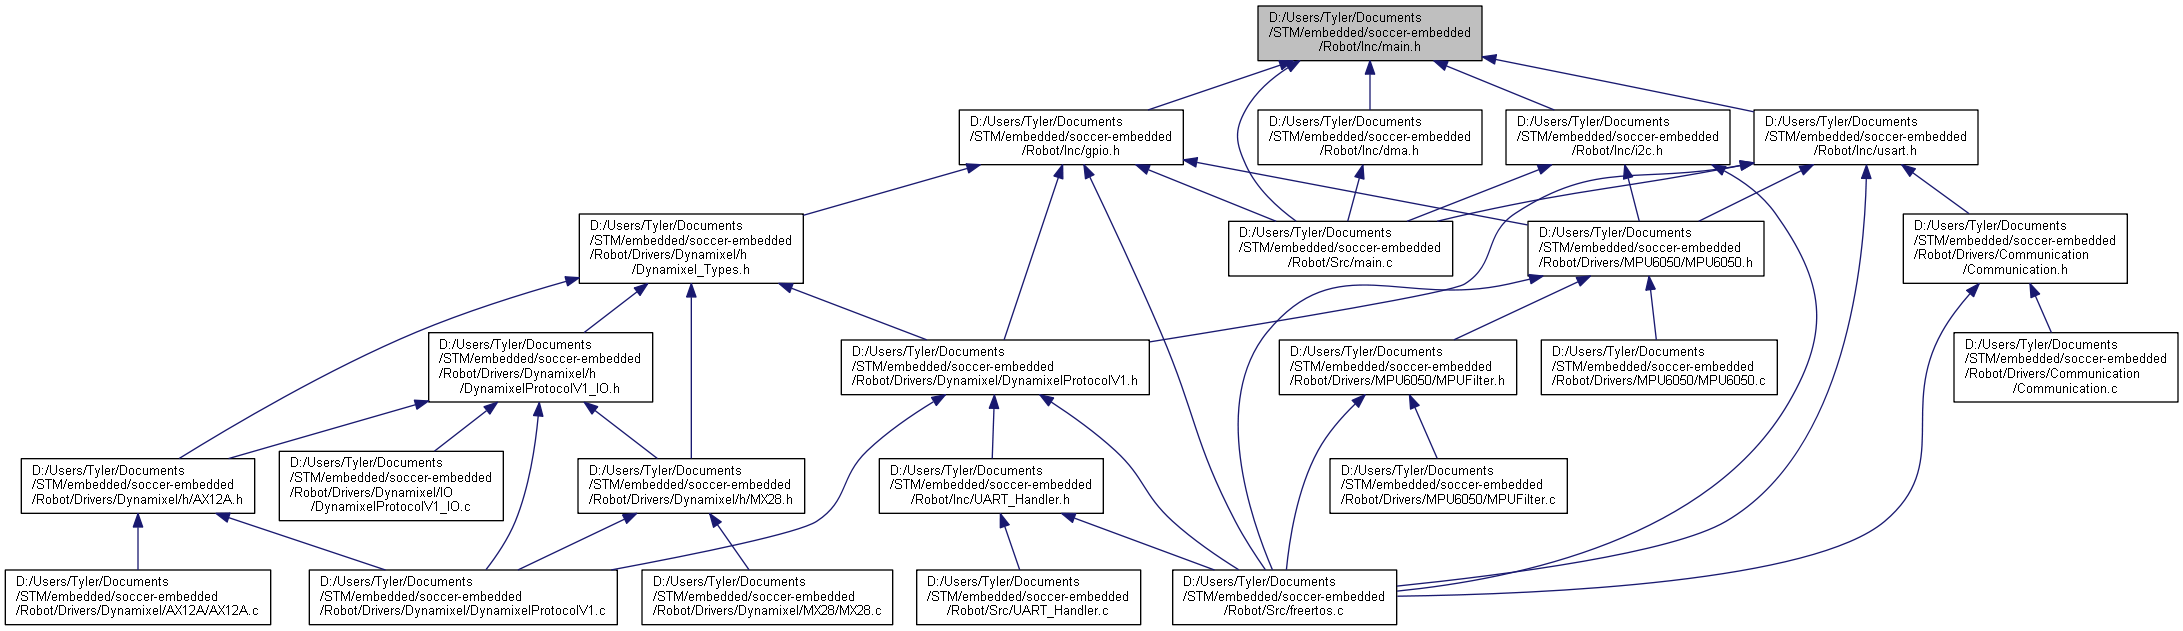 D:/Users/Tyler/Documents
/STM/embedded/soccer-embedded
/Robot/Inc/main.h
D:/Users/Tyler/Documents
/STM/embedded/soccer-embedded
/Robot/Inc/gpio.h
D:/Users/Tyler/Documents
/STM/embedded/soccer-embedded
/Robot/Inc/dma.h
D:/Users/Tyler/Documents
/STM/embedded/soccer-embedded
/Robot/Inc/i2c.h
D:/Users/Tyler/Documents
/STM/embedded/soccer-embedded
/Robot/Inc/usart.h
D:/Users/Tyler/Documents
/STM/embedded/soccer-embedded
/Robot/Drivers/Dynamixel/h
/Dynamixel_Types.h
D:/Users/Tyler/Documents
/STM/embedded/soccer-embedded
/Robot/Src/main.c
D:/Users/Tyler/Documents
/STM/embedded/soccer-embedded
/Robot/Drivers/MPU6050/MPU6050.h
D:/Users/Tyler/Documents
/STM/embedded/soccer-embedded
/Robot/Drivers/Communication
/Communication.h
D:/Users/Tyler/Documents
/STM/embedded/soccer-embedded
/Robot/Drivers/Dynamixel/h
/DynamixelProtocolV1_IO.h
D:/Users/Tyler/Documents
/STM/embedded/soccer-embedded
/Robot/Drivers/Dynamixel/DynamixelProtocolV1.h
D:/Users/Tyler/Documents
/STM/embedded/soccer-embedded
/Robot/Drivers/MPU6050/MPUFilter.h
D:/Users/Tyler/Documents
/STM/embedded/soccer-embedded
/Robot/Drivers/MPU6050/MPU6050.c
D:/Users/Tyler/Documents
/STM/embedded/soccer-embedded
/Robot/Drivers/Communication
/Communication.c
D:/Users/Tyler/Documents
/STM/embedded/soccer-embedded
/Robot/Drivers/Dynamixel/h/AX12A.h
D:/Users/Tyler/Documents
/STM/embedded/soccer-embedded
/Robot/Drivers/Dynamixel/IO
/DynamixelProtocolV1_IO.c
D:/Users/Tyler/Documents
/STM/embedded/soccer-embedded
/Robot/Drivers/Dynamixel/h/MX28.h
D:/Users/Tyler/Documents
/STM/embedded/soccer-embedded
/Robot/Inc/UART_Handler.h
D:/Users/Tyler/Documents
/STM/embedded/soccer-embedded
/Robot/Drivers/MPU6050/MPUFilter.c
D:/Users/Tyler/Documents
/STM/embedded/soccer-embedded
/Robot/Drivers/Dynamixel/AX12A/AX12A.c
D:/Users/Tyler/Documents
/STM/embedded/soccer-embedded
/Robot/Drivers/Dynamixel/DynamixelProtocolV1.c
D:/Users/Tyler/Documents
/STM/embedded/soccer-embedded
/Robot/Drivers/Dynamixel/MX28/MX28.c
D:/Users/Tyler/Documents
/STM/embedded/soccer-embedded
/Robot/Src/UART_Handler.c
D:/Users/Tyler/Documents
/STM/embedded/soccer-embedded
/Robot/Src/freertos.c